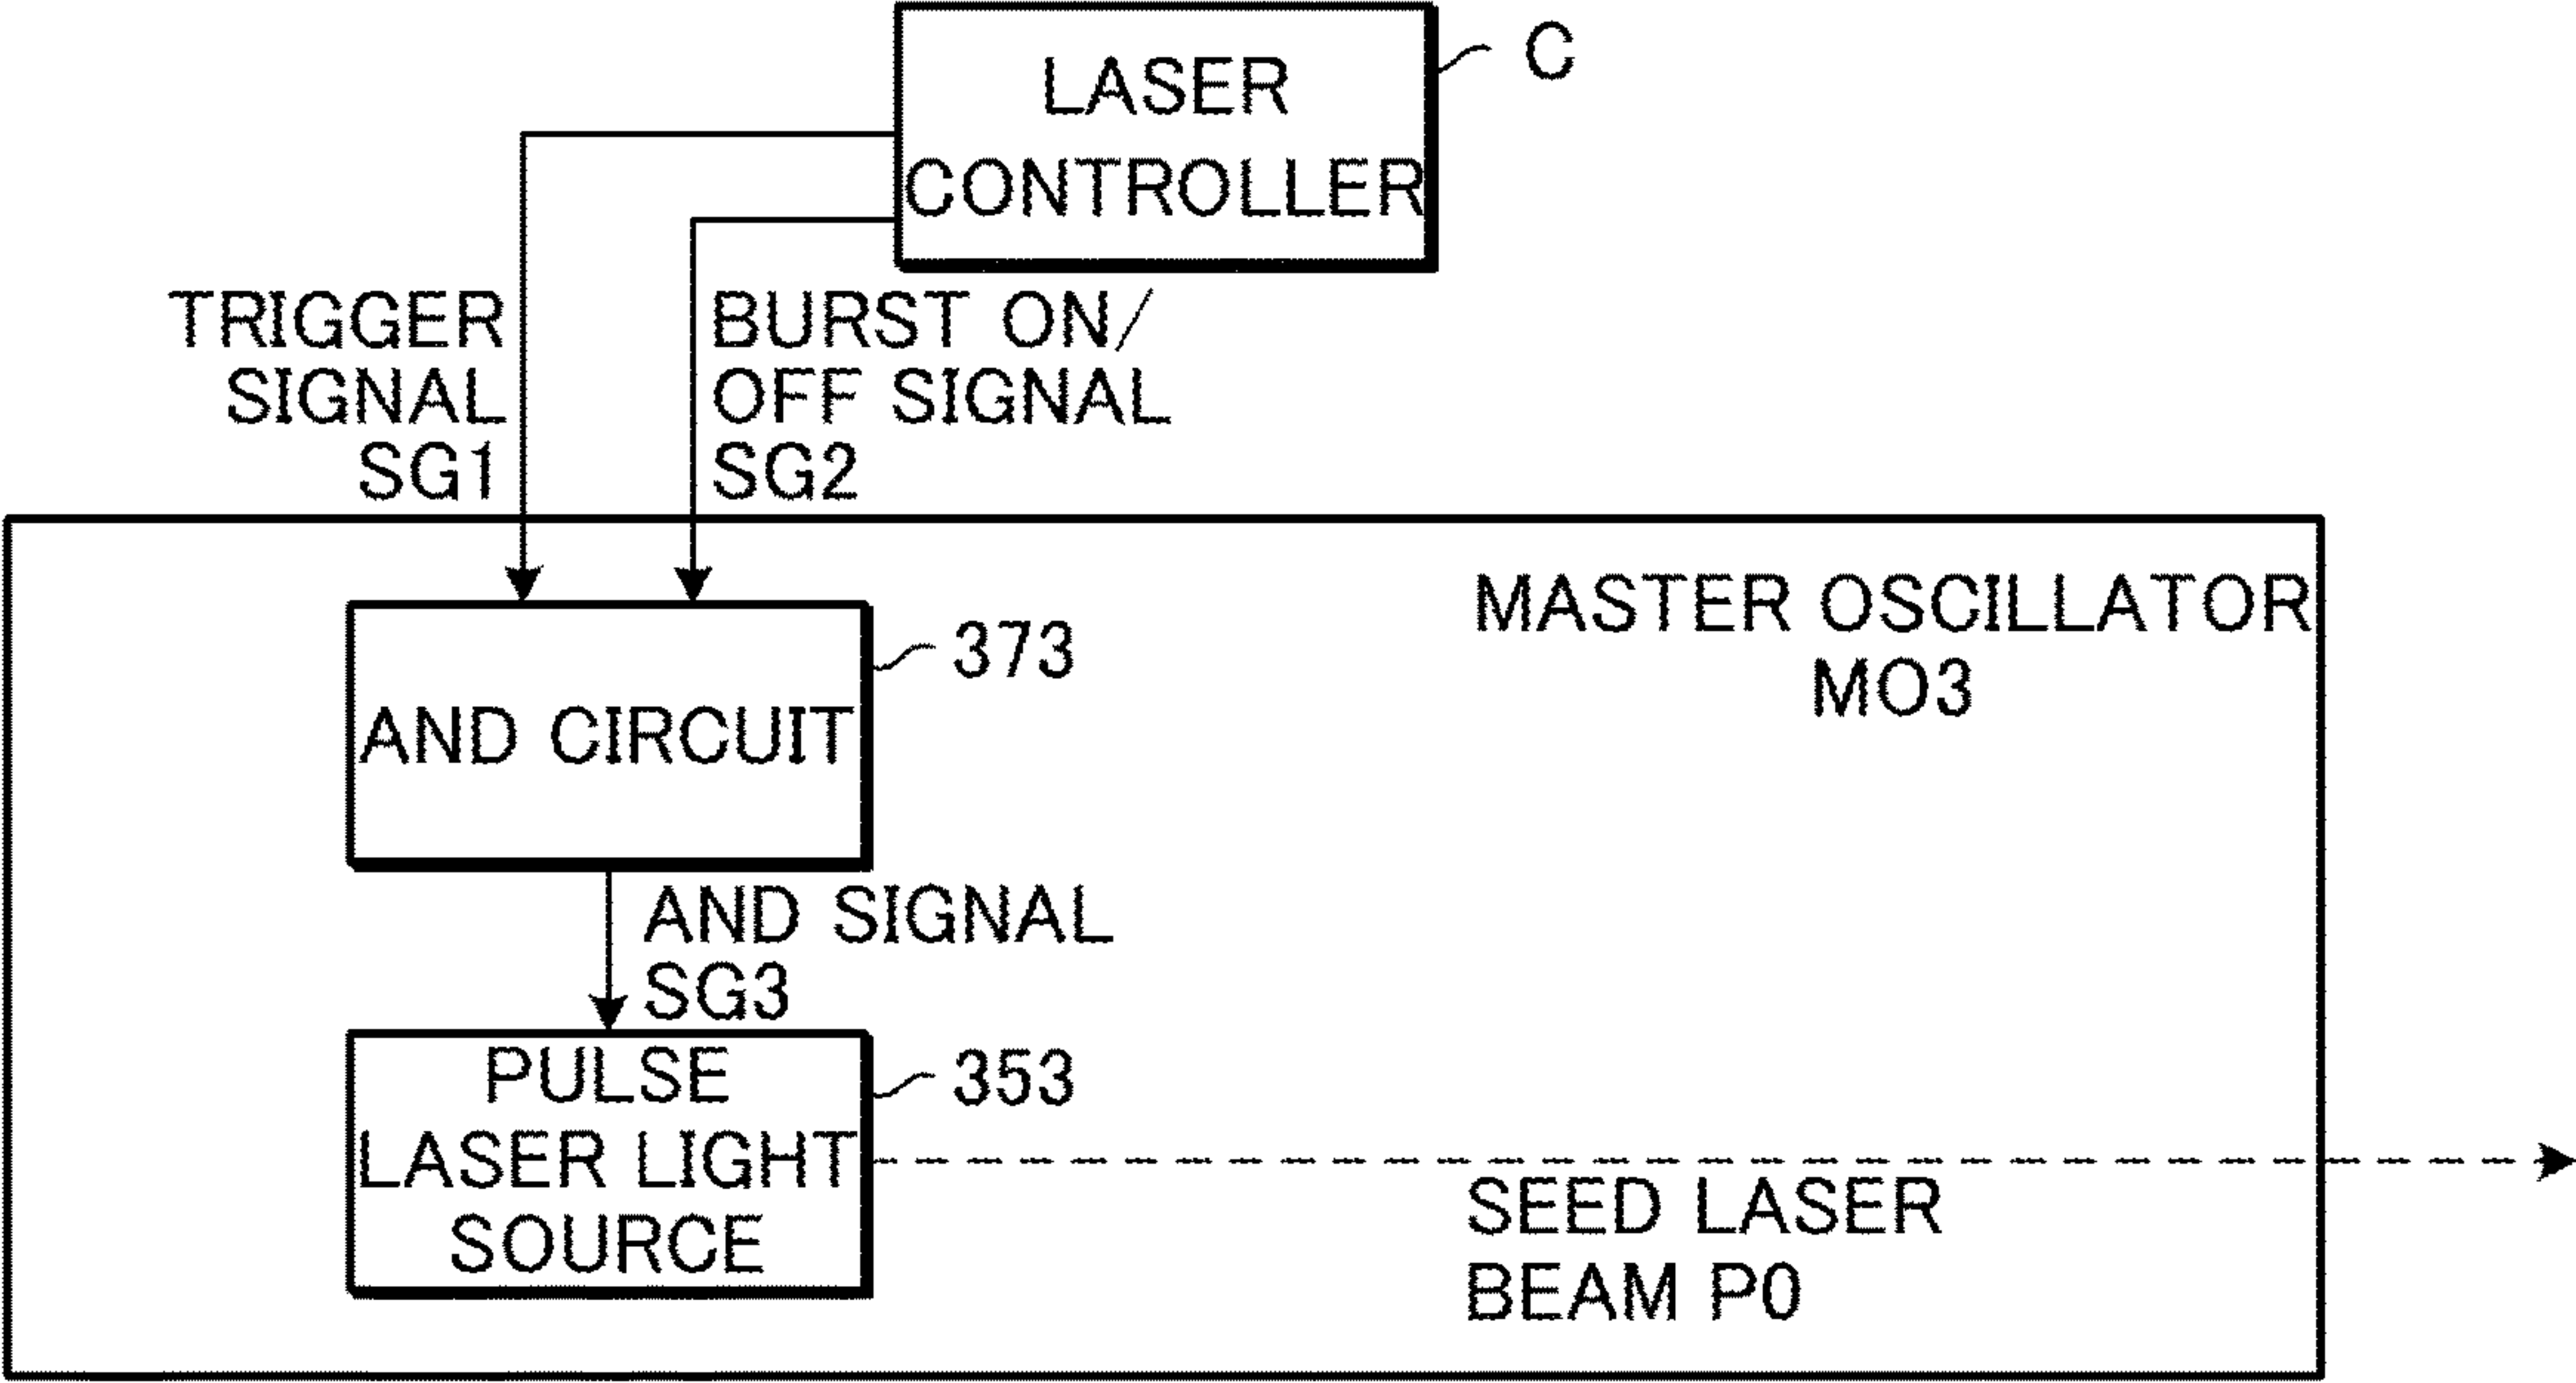 LASER
CONTROLLER
C
TRIGGER
SIGNAL
SG1
BURST ON/
OFF SIGNAL
SG2
MASTER OSCILLATOR
MO3
373
AND CIRCUIT
AND SIGNAL
SG3
PULSE
LASER LIGHT
SOURCE
353
SEED LASER
BEAM P0